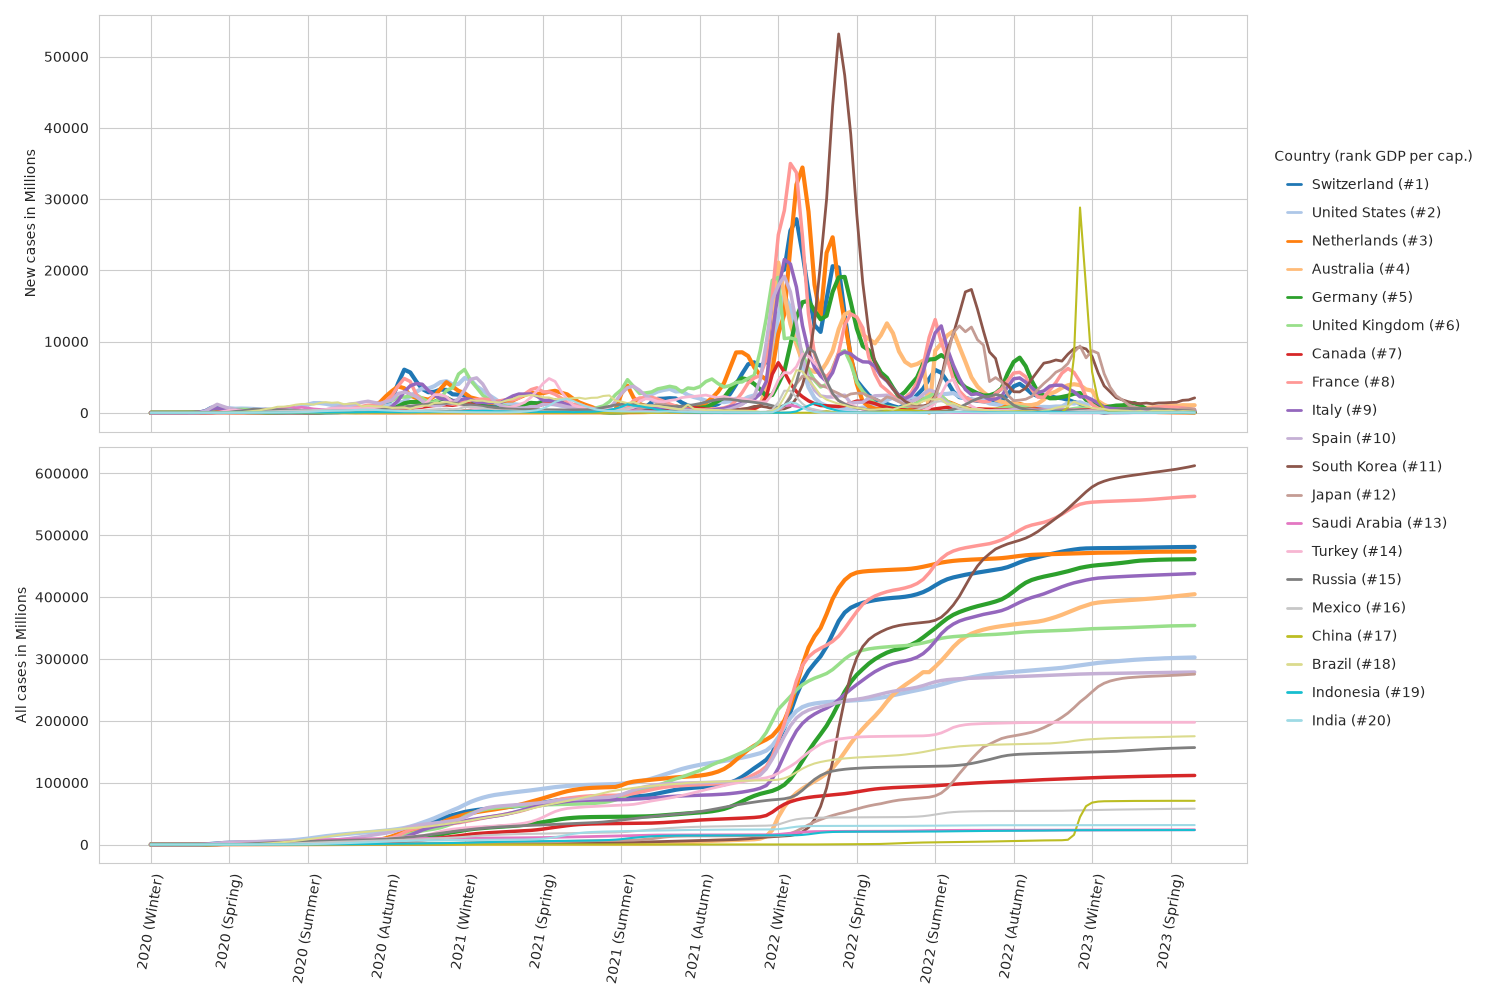 New cases in Millions
50000
40000
30000
20000
10000
0
All cases in Millions
600000
500000
400000
300000
200000
100000
0
2020 (Winter)
2020 (Spring)
2020 (Summer)
2020 (Autumn)
2021 (Winter)
2021 (Spring)
2021 (Summer)
2021 (Autumn)
2022 (Winter)
2022 (Spring)
2022 (Summer)
2022 (Autumn)
2023 (Winter)
2023 (Spring)
Country (rank GDP per cap.)
Switzerland (#1)
United States (#2)
Netherlands (#3)
Australia (#4)
Germany (#5)
United Kingdom (#6)
Canada (#7)
France (#8)
Italy (#9)
Spain (#10)
South Korea (#11)
Japan (#12)
Saudi Arabia (#13)
Turkey (#14)
Russia (#15)
Mexico (#16)
China (#17)
Brazil (#18)
Indonesia (#19)
India (#20)